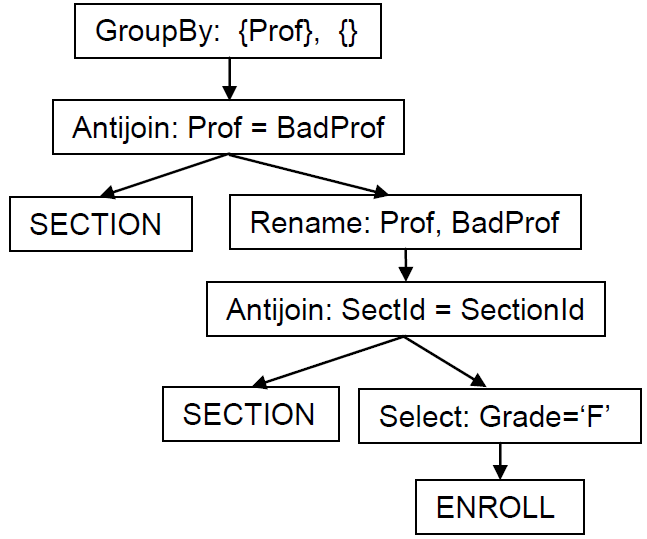 GroupBy: {Prof}, {}
Antijoin: Prof = BadProf
SECTION
Rename: Prof, BadProf
Antijoin: SectId = SectionId
SECTION
Select: Grade=‘F’
ENROLL